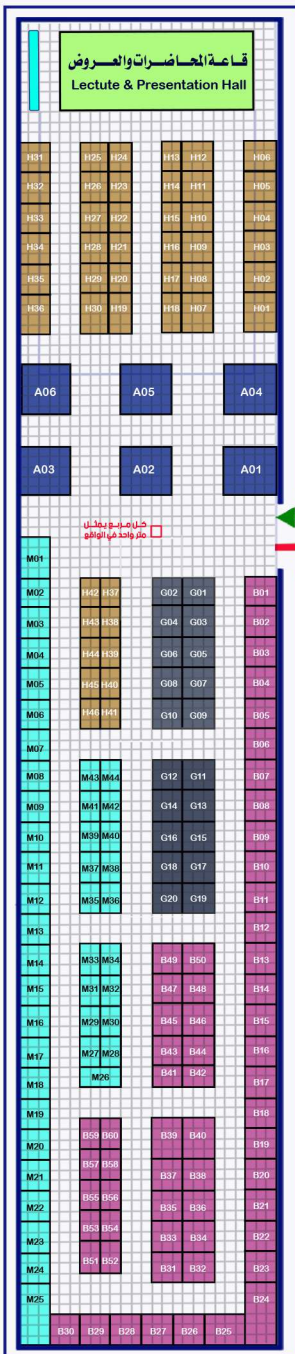 قاعة المحاضرات والعروض
Lectute & Presentation Hall
H31 H25 H24 H13 H12 H06
H32 H26 H23 H14 H11 H05
H33 H27 H22 H15 H10 H04
H34 H28 H21 H16 H09 H03
H35 H29 H20 H17 H08 H02
H36 H30 H19 H18 H07 H01
A06 A05 A04
A03 A02 A01
كل مربع يمثل
متر واحد في الواقع
M01
M02 H42 H37 G02 G01 B01
M03 H43 H38 G04 G03 B02
M04 H44 H39 G06 G05 B03
M05 H45 H40 G08 G07 B04
M06 H46 H41 G10 G09 B05
M07 B06
M08 M43 M44 G12 G11 B07
M09 M41 M42 G14 G13 B08
M10 M39 M40 G16 G15 B09
M11 M37 M38 G18 G17 B10
M12 M35 M36 G20 G19 B11
M13 B12
M14 M33 M34 B49 B50 B13
M15 M31 M32 B47 B48 B14
M16 M29 M30 B45 B46 B15
M17 M27 M28 B43 B44 B16
M18 M26 B41 B42 B17
M19 B18
M20 B59 B60 B39 B40 B19
M21 B57 B58 B37 B38 B20
M22 B55 B56 B35 B36 B21
M23 B53 B54 B33 B34 B22
M24 B51 B52 B31 B32 B23
M25 B24
B30 B29 B28 B27 B26 B25